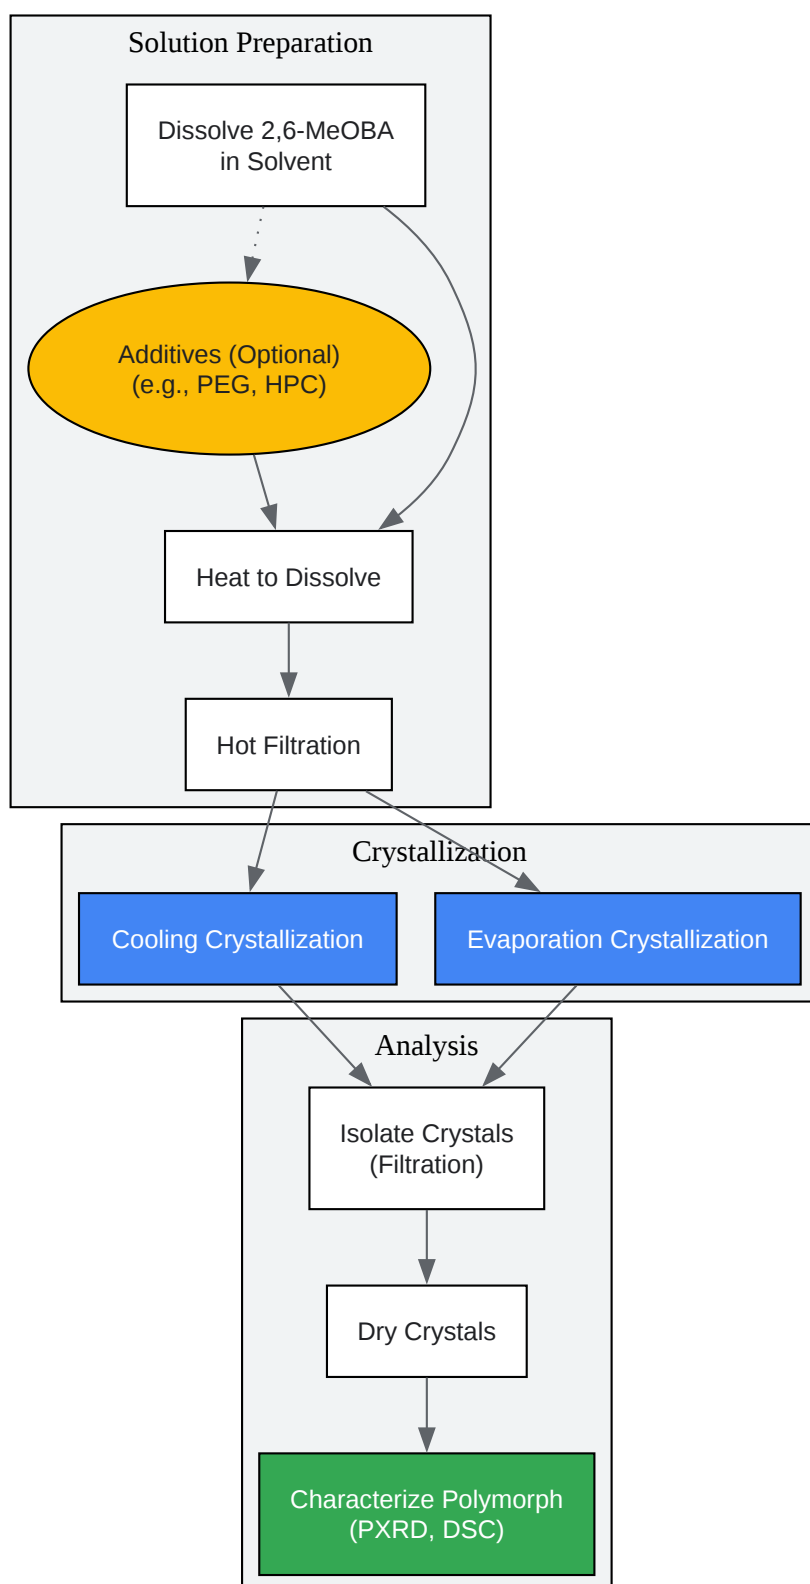 Solution Preparation
Dissolve 2,6-MeOBA
in Solvent
Additives (Optional)
(e.g., PEG, HPC)
Heat to Dissolve
Hot Filtration
Crystallization
Cooling Crystallization
Evaporation Crystallization
Analysis
Isolate Crystals
(Filtration)
Dry Crystals
Characterize Polymorph
(PXRD, DSC)